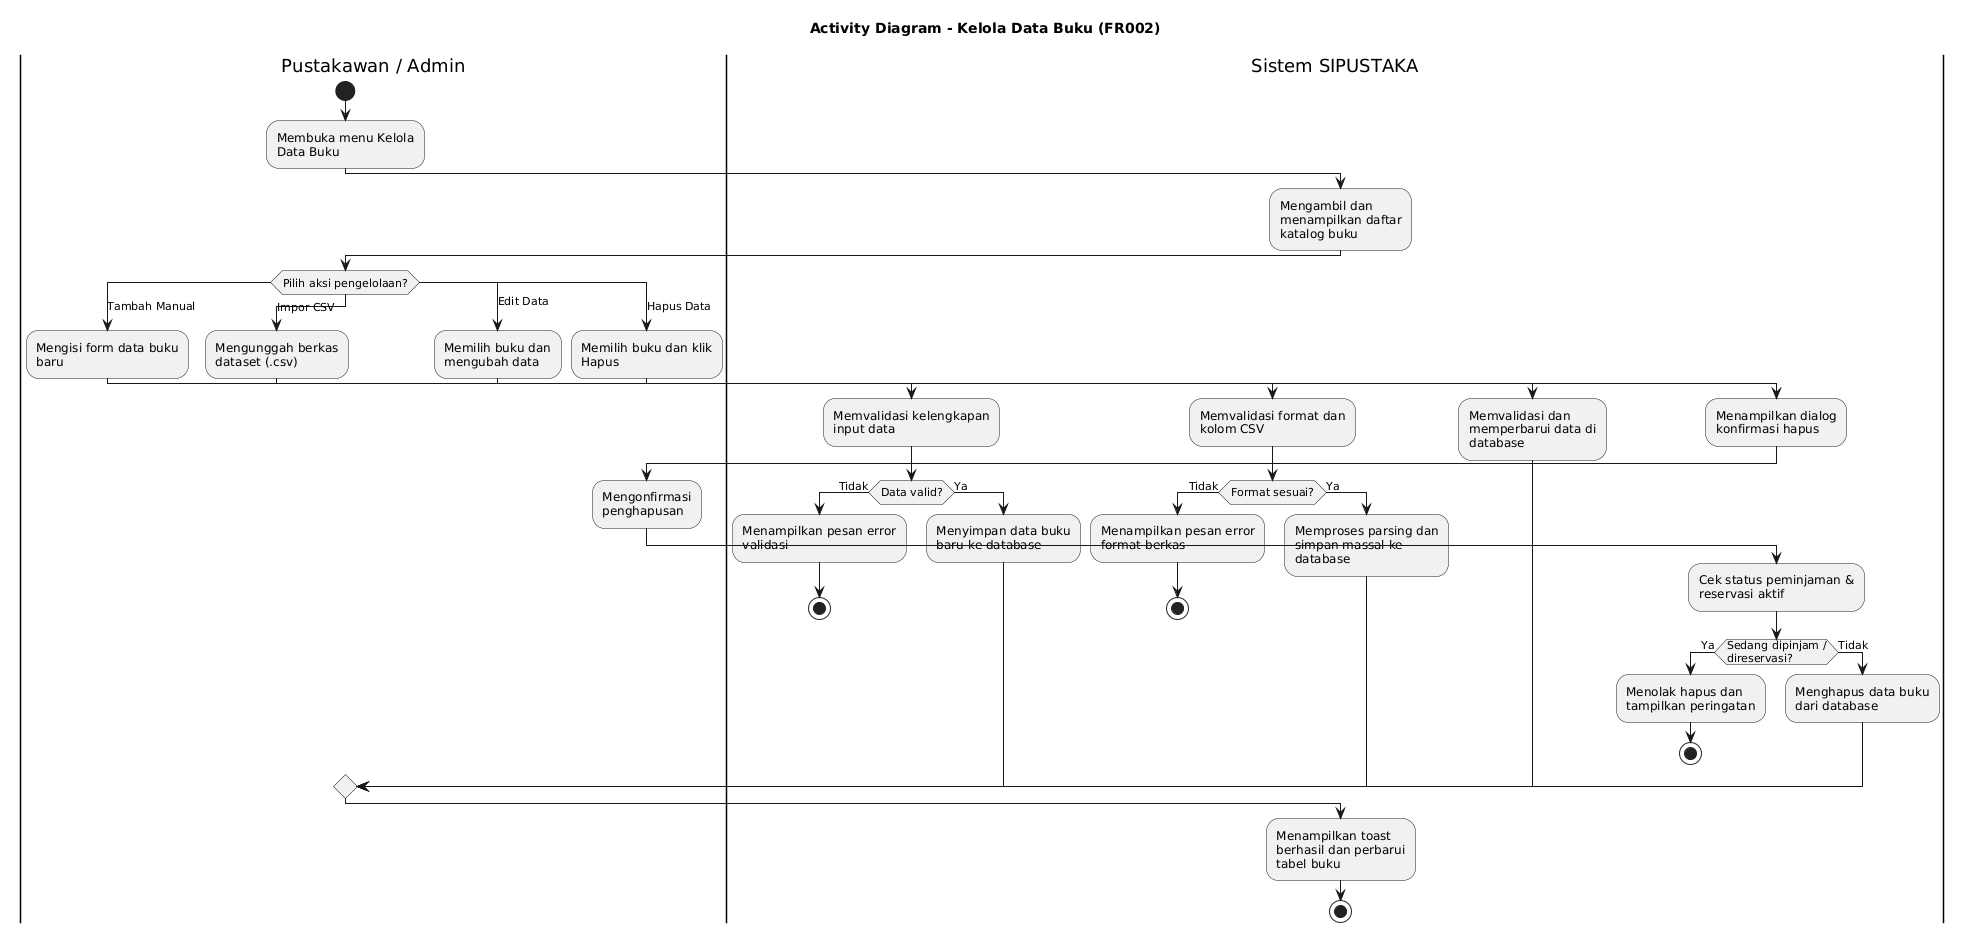 Activity Diagram - Kelola Data Buku (FR002)
Pustakawan / Admin
Sistem SIPUSTAKA
Membuka menu Kelola
Data Buku
Mengambil dan
menampilkan daftar
katalog buku
Pilih aksi pengelolaan?
Tambah Manual
Impor CSV
Edit Data
Hapus Data
Mengisi form data buku
baru
Mengunggah berkas
dataset (.csv)
Memilih buku dan
mengubah data
Memilih buku dan klik
Hapus
Memvalidasi kelengkapan
input data
Memvalidasi format dan
kolom CSV
Memvalidasi dan
memperbarui data di
database
Menampilkan dialog
konfirmasi hapus
Mengonfirmasi
penghapusan
Tidak
Data valid?
Ya
Tidak
Format sesuai?
Ya
Menampilkan pesan error
validasi
Menyimpan data buku
baru ke database
Menampilkan pesan error
format berkas
Memproses parsing dan
simpan massal ke
database
Cek status peminjaman &
reservasi aktif
Ya
Sedang dipinjam /
direservasi?
Tidak
Menolak hapus dan
tampilkan peringatan
Menghapus data buku
dari database
Menampilkan toast
berhasil dan perbarui
tabel buku